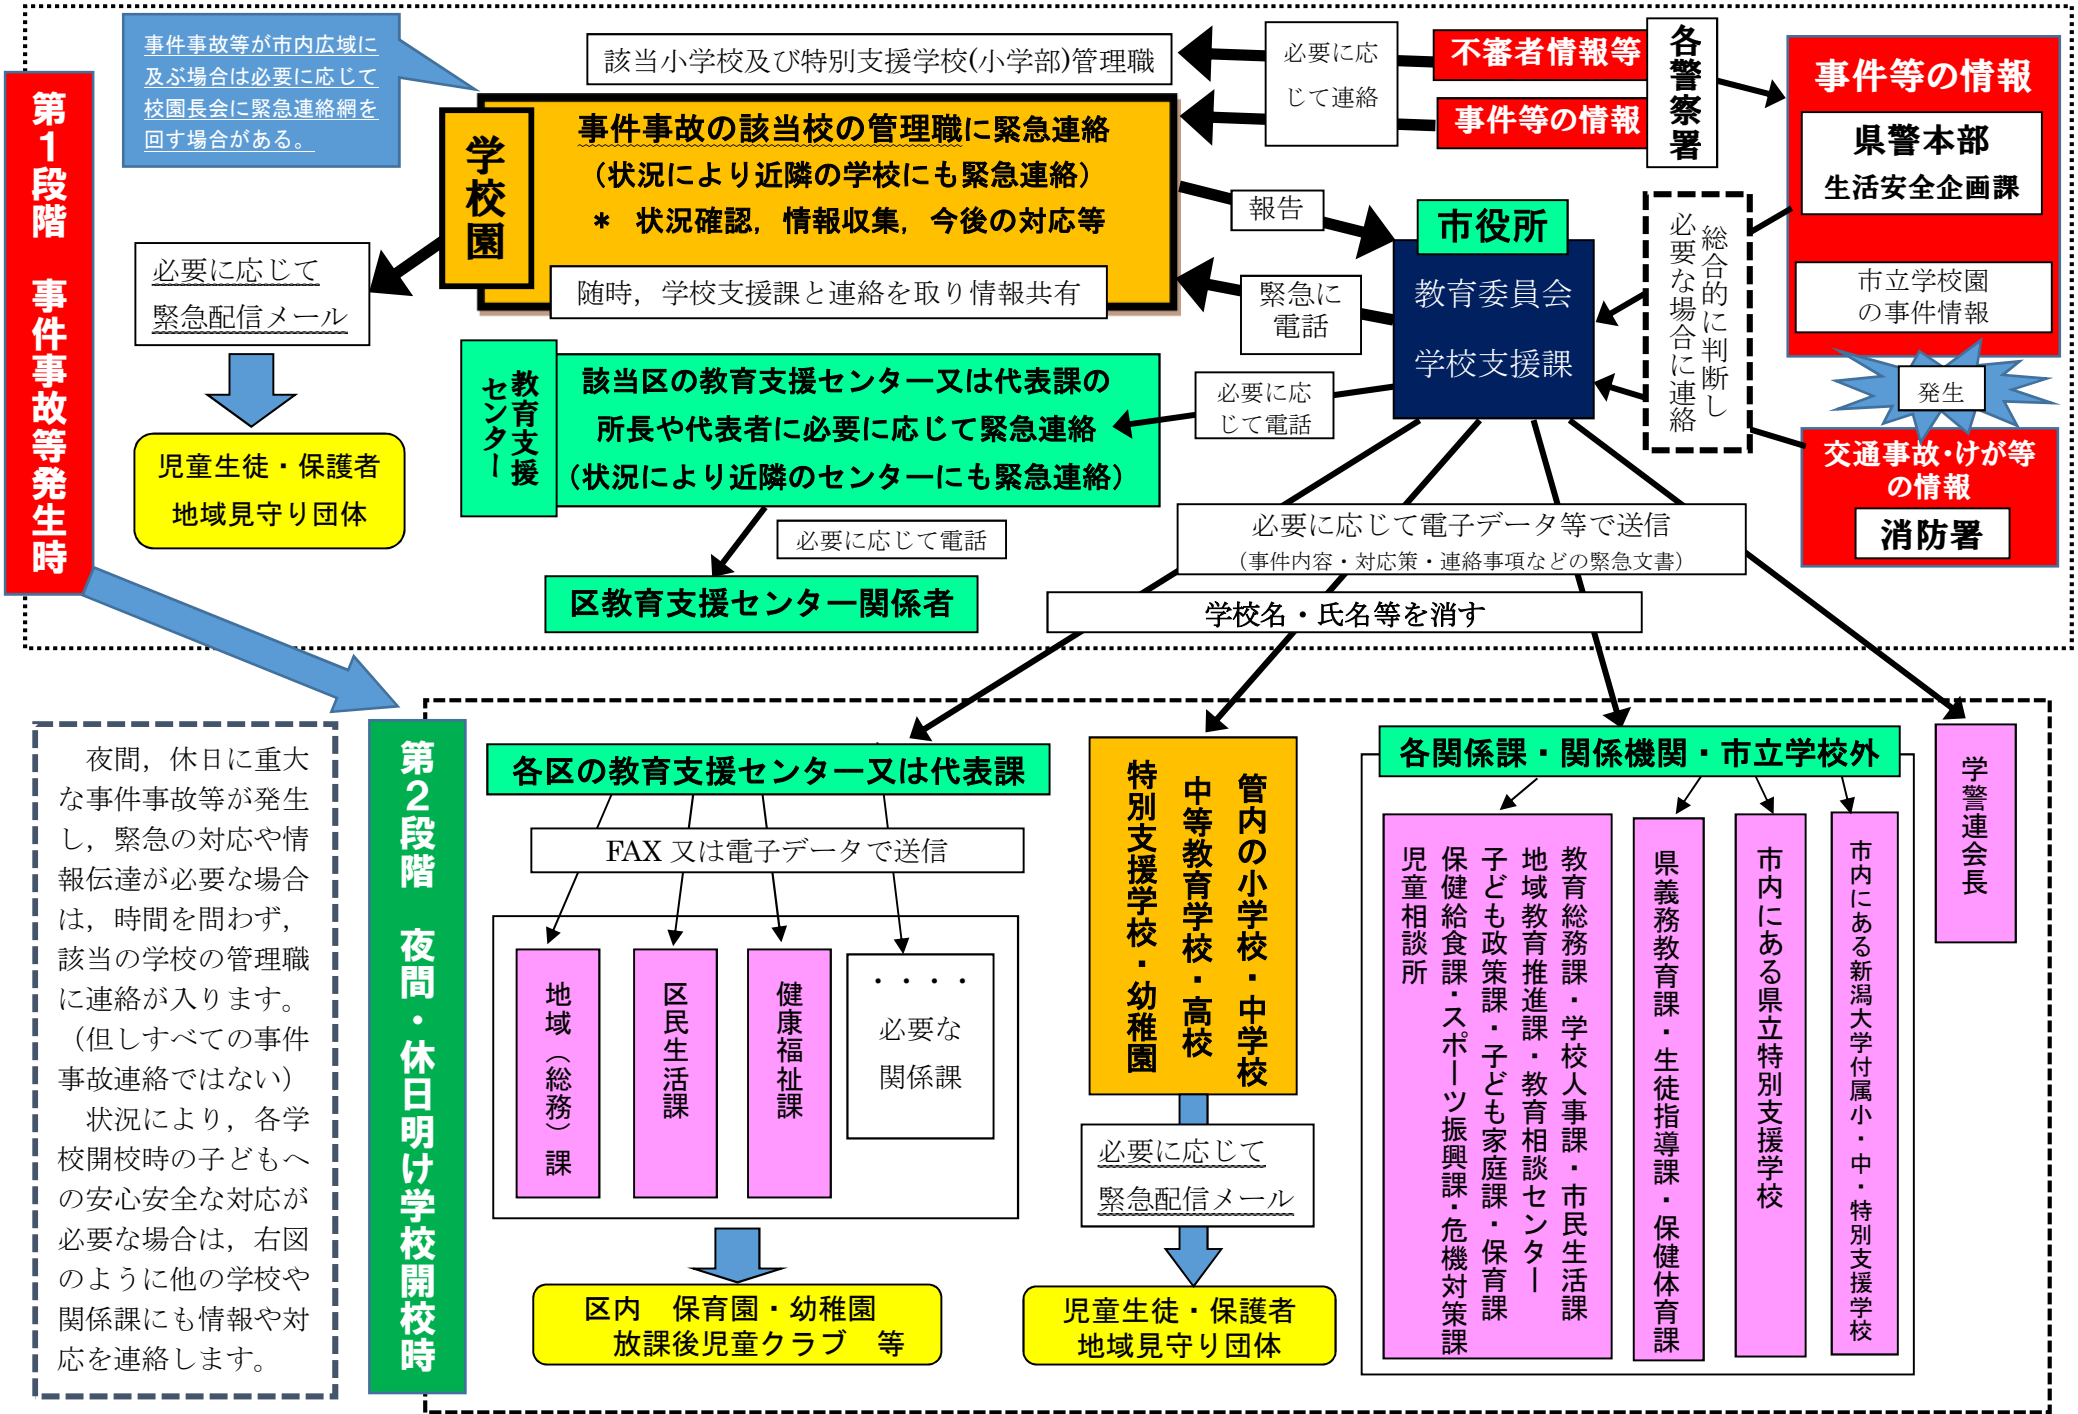 事件事故等が市内広域に
及ぶ場合は必要に応じて
校園長会に緊急連絡網を
回す場合がある。
第1段階　事件事故等発生時
該当小学校及び特別支援学校(小学部)管理職
必要に応
じて連絡
不審者情報等
事件等の情報
各警察署
事件等の情報
県警本部
生活安全企画課
市立学校園
の事件情報
発生
交通事故・けが等
の情報
消防署
総合的に判断し
必要な場合に連絡
学校園
事件事故の該当校の管理職に緊急連絡
（状況により近隣の学校にも緊急連絡）
＊　状況確認，情報収集，今後の対応等
随時，学校支援課と連絡を取り情報共有
報告
緊急に
電話
市役所
教育委員会
学校支援課
必要に応じて
緊急配信メール
児童生徒・保護者
地域見守り団体
教育支援
センター
該当区の教育支援センター又は代表課の
所長や代表者に必要に応じて緊急連絡
（状況により近隣のセンターにも緊急連絡）
必要に応
じて電話
必要に応じて電話
区教育支援センター関係者
必要に応じて電子データ等で送信
（事件内容・対応策・連絡事項などの緊急文書）
学校名・氏名等を消す
夜間，休日に重大
な事件事故等が発生
し，緊急の対応や情
報伝達が必要な場合
は，時間を問わず，
該当の学校の管理職
に連絡が入ります。
（但しすべての事件
事故連絡ではない）
状況により，各学
校開校時の子どもへ
の安心安全な対応が
必要な場合は，右図
のように他の学校や
関係課にも情報や対
応を連絡します。
第2段階　夜間・休日明け学校開校時
各区の教育支援センター又は代表課
FAX 又は電子データで送信
地域（総務）課
区民生活課
健康福祉課
・・・・
必要な
関係課
区内　保育園・幼稚園
放課後児童クラブ　等
管内の小学校・中学校
中等教育学校・高校
特別支援学校・幼稚園
必要に応じて
緊急配信メール
児童生徒・保護者
地域見守り団体
各関係課・関係機関・市立学校外
教育総務課・学校人事課・市民生活課
地域教育推進課・教育相談センター
子ども政策課・子ども家庭課・保育課
保健給食課・スポーツ振興課・危機対策課
児童相談所
県義務教育課・生徒指導課・保健体育課
市内にある県立特別支援学校
市内にある新潟大学付属小・中・特別支援学校
学警連会長